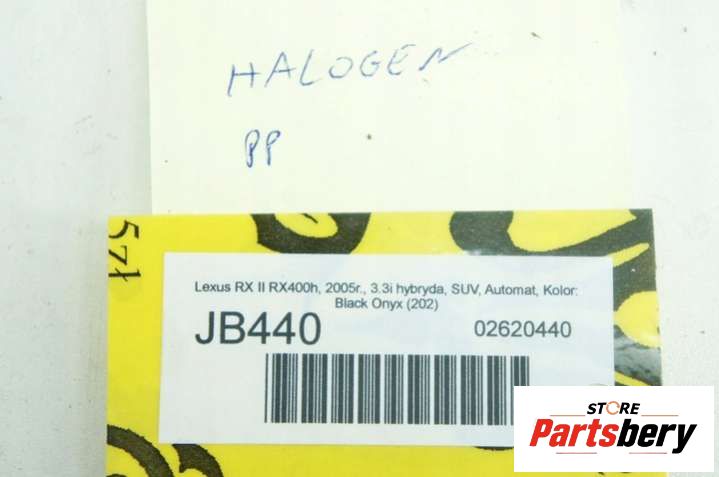 HALOGEN
PP
5zł
Lexus RX II RX400h, 2005r., 3.3i hybryda, SUV, Automat, Kolor:
Black Onyx (202)
JB440 02620440
STORE
Partsbery